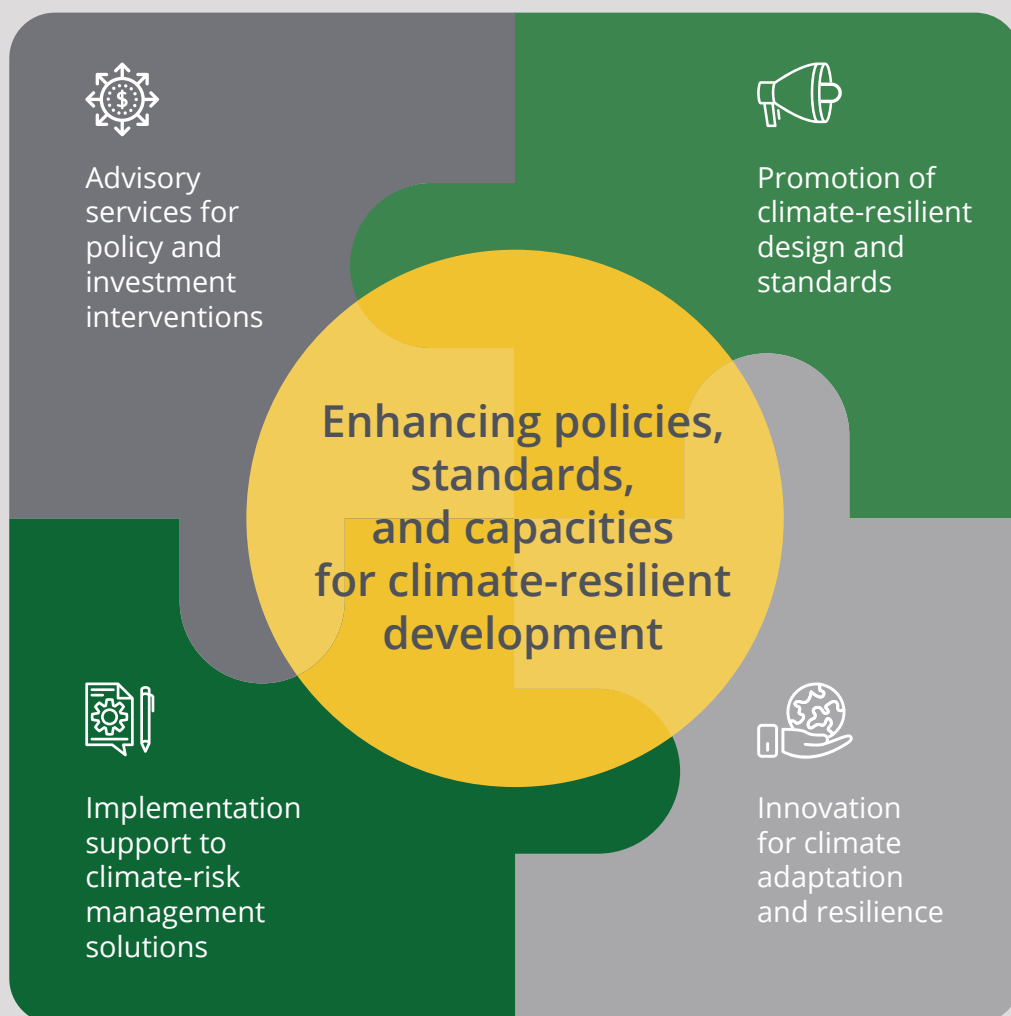 $
Advisory
services for
policy and
investment
interventions
Promotion of
climate-resilient
design and
standards
Enhancing policies,
standards,
and capacities
for climate-resilient
development
Implementation
support to
climate-risk
management
solutions
Innovation
for climate
adaptation
and resilience